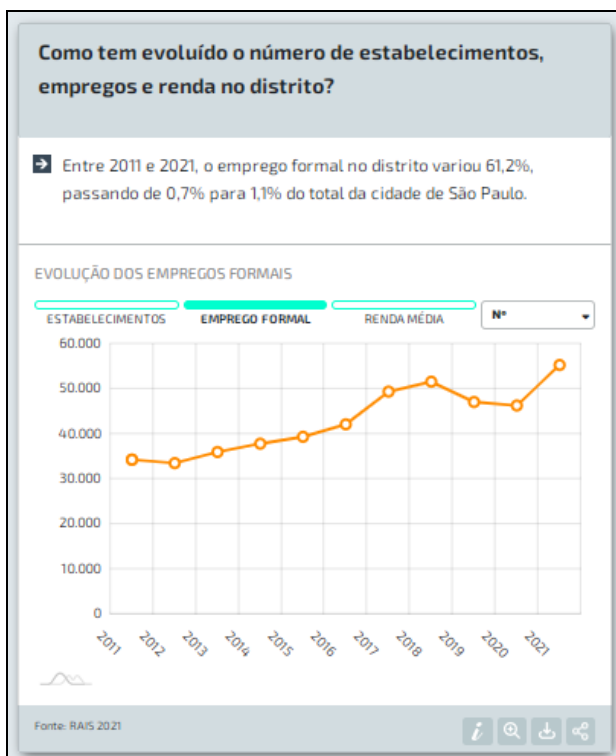 Como tem evoluído o número de estabelecimentos,
empregos e renda no distrito?
Entre 2011 e 2021, o emprego formal no distrito variou 61,2%,
passando de 0,7% para 1,1% do total da cidade de São Paulo.
EVOLUÇÃO DOS EMPREGOS FORMAIS
ESTABELECIMENTOS EMPREGO FORMAL RENDA MÉDIA Nº
60.000
50.000
40.000
30.000
20.000
10.000
0
2011 2012 2013 2014 2015 2016 2017 2018 2019 2020 2021
Fonte: RAIS 2021